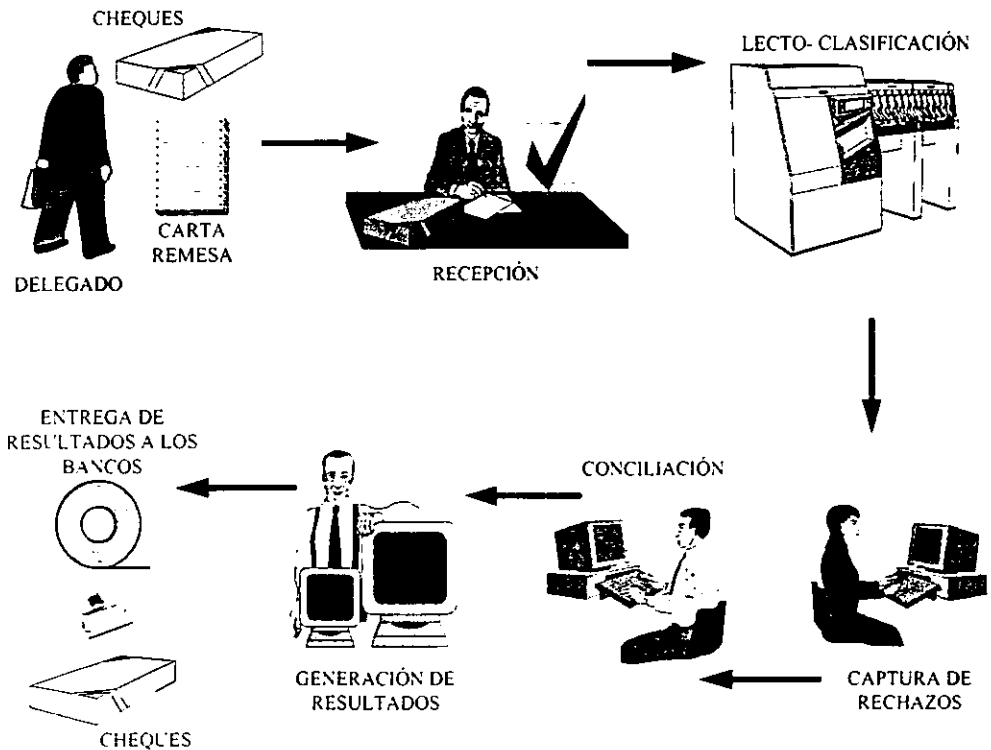 CHEQUES
CARTA
REMESA
DELEGADO
RECEPCIÓN
LECTO- CLASIFICACIÓN
CAPTURA DE
RECHAZOS
CONCILIACIÓN
GENERACIÓN DE
RESULTADOS
ENTREGA DE
RESULTADOS A LOS
BANCOS
CHEQUES